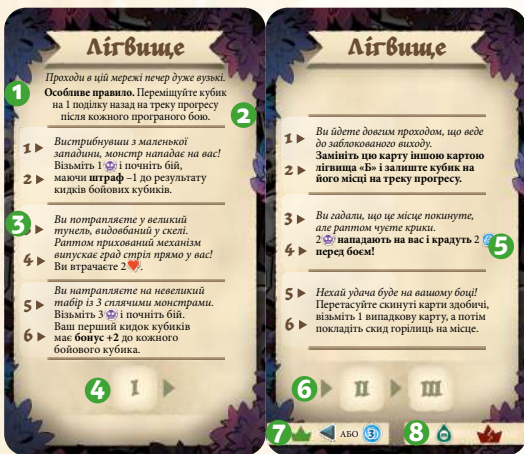 Лігвище
Проходи в цій мережі печер дуже вузькі.
1
Особливе правило. Переміщуйте кубик
на 1 поділку назад на треку прогресу
2
після кожного програного бою.
Вистрибнувши з маленької
1 западини, монстр нападає на вас!
Візьміть 1 і почніть бій,
2 маючи штраф –1 до результату
кидків бойових кубиків.
3
Ви потрапляєте у великий
3 тунель, видовбаний у скелі.
Раптом прихований механізм
4 випускає град стріл прямо у вас!
Ви втрачаєте 2
Ви натрапляєте на невеликий
5 табір із 3 сплячими монстрами.
Візьміть 3 і почніть бій.
6 Ваш перший кидок кубиків
має бонус +2 до кожного
бойового кубика.
4
I
Лігвище
Ви йдете довгим проходом, що веде
1 до заблокованого виходу.
Замініть цю карту іншою картою
2 лігвища «Б» і залиште кубик на
його місці на треку прогресу.
3 Ви гадали, що це місце покинуте,
але раптом чуєте крики.
2 нападають на вас і крадуть 2
5
4 перед боєм!
5 Нехай удача буде на вашому боці!
Перетасуйте скинуті карти здобичі,
6 візьміть 1 випадкову карту, а потім
покладіть скид горілиць на місце.
6
II III
7 АБО 3 8